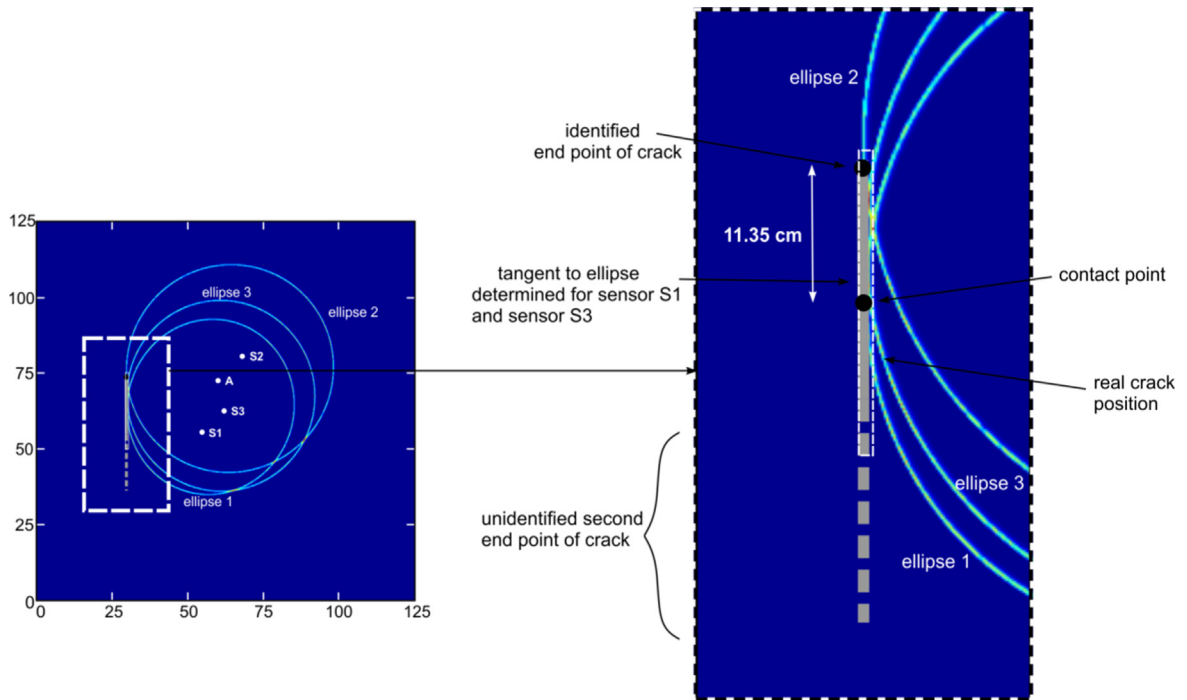 125
100
75
50
25
0
0
25
50
75
100
125
ellipse 3
ellipse 2
S2
A
S3
S1
ellipse 1
ellipse 2
identified
end point of crack
11.35 cm
tangent to ellipse
determined for sensor S1
and sensor S3
contact point
real crack
position
ellipse 3
unidentified second
end point of crack
ellipse 1